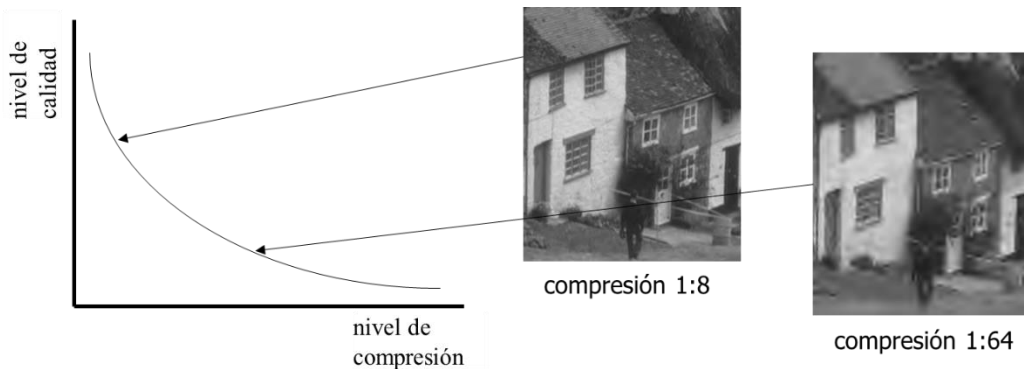 nivel de
calidad
nivel de
compresión
compresión 1:8
compresión 1:64